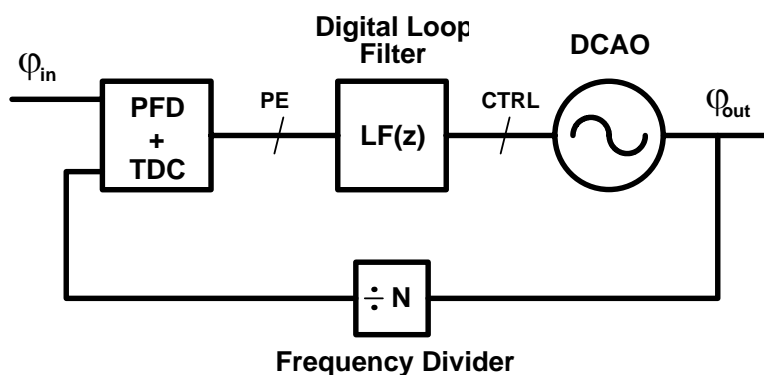 Digital Loop
Filter
DCAO
φin
PFD
+
TDC
PE
LF(z)
CTRL
φout
÷ N
Frequency Divider